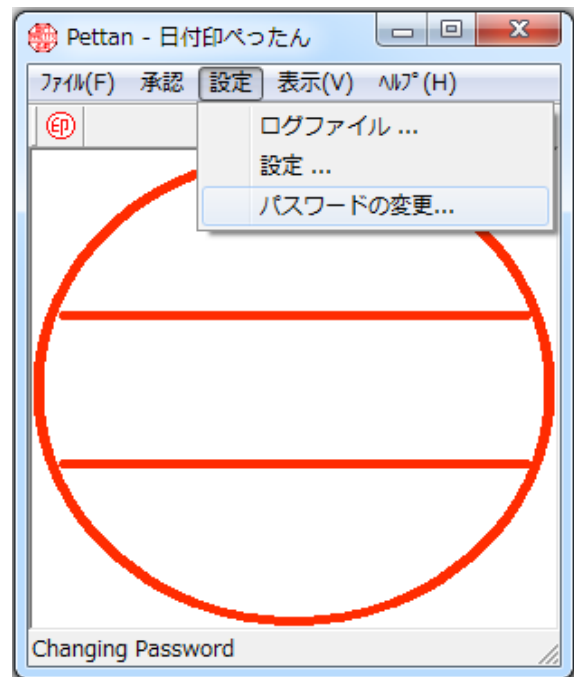 Pettan - 日付印ぺったん
ﾌｧｲﾙ(F) 承認 設定 表示(V) ﾍﾙﾌﾟ(H)
印
ログファイル ...
設定 ...
パスワードの変更...
Changing Password